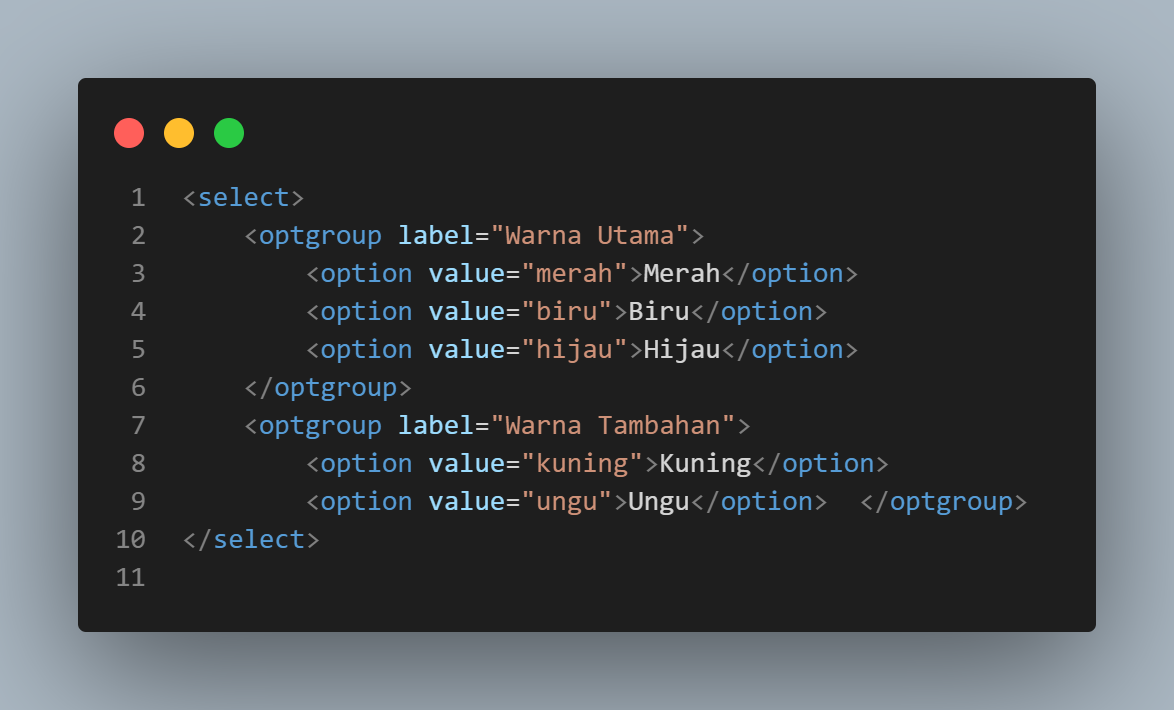 1 <select>
2     <optgroup label="Warna Utama">
3         <option value="merah">Merah</option>
4         <option value="biru">Biru</option>
5         <option value="hijau">Hijau</option>
6     </optgroup>
7     <optgroup label="Warna Tambahan">
8         <option value="kuning">Kuning</option>
9         <option value="ungu">Ungu</option>  </optgroup>
10 </select>
11